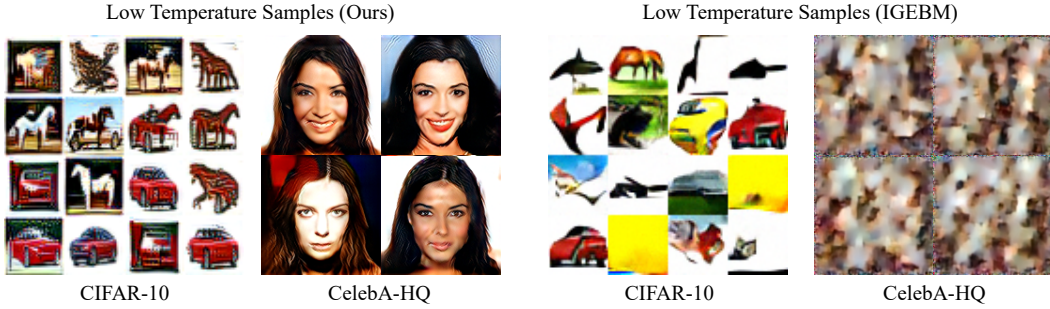 Low Temperature Samples (Ours)
Low Temperature Samples (IGEBM)
CIFAR-10
CelebA-HQ
CIFAR-10
CelebA-HQ